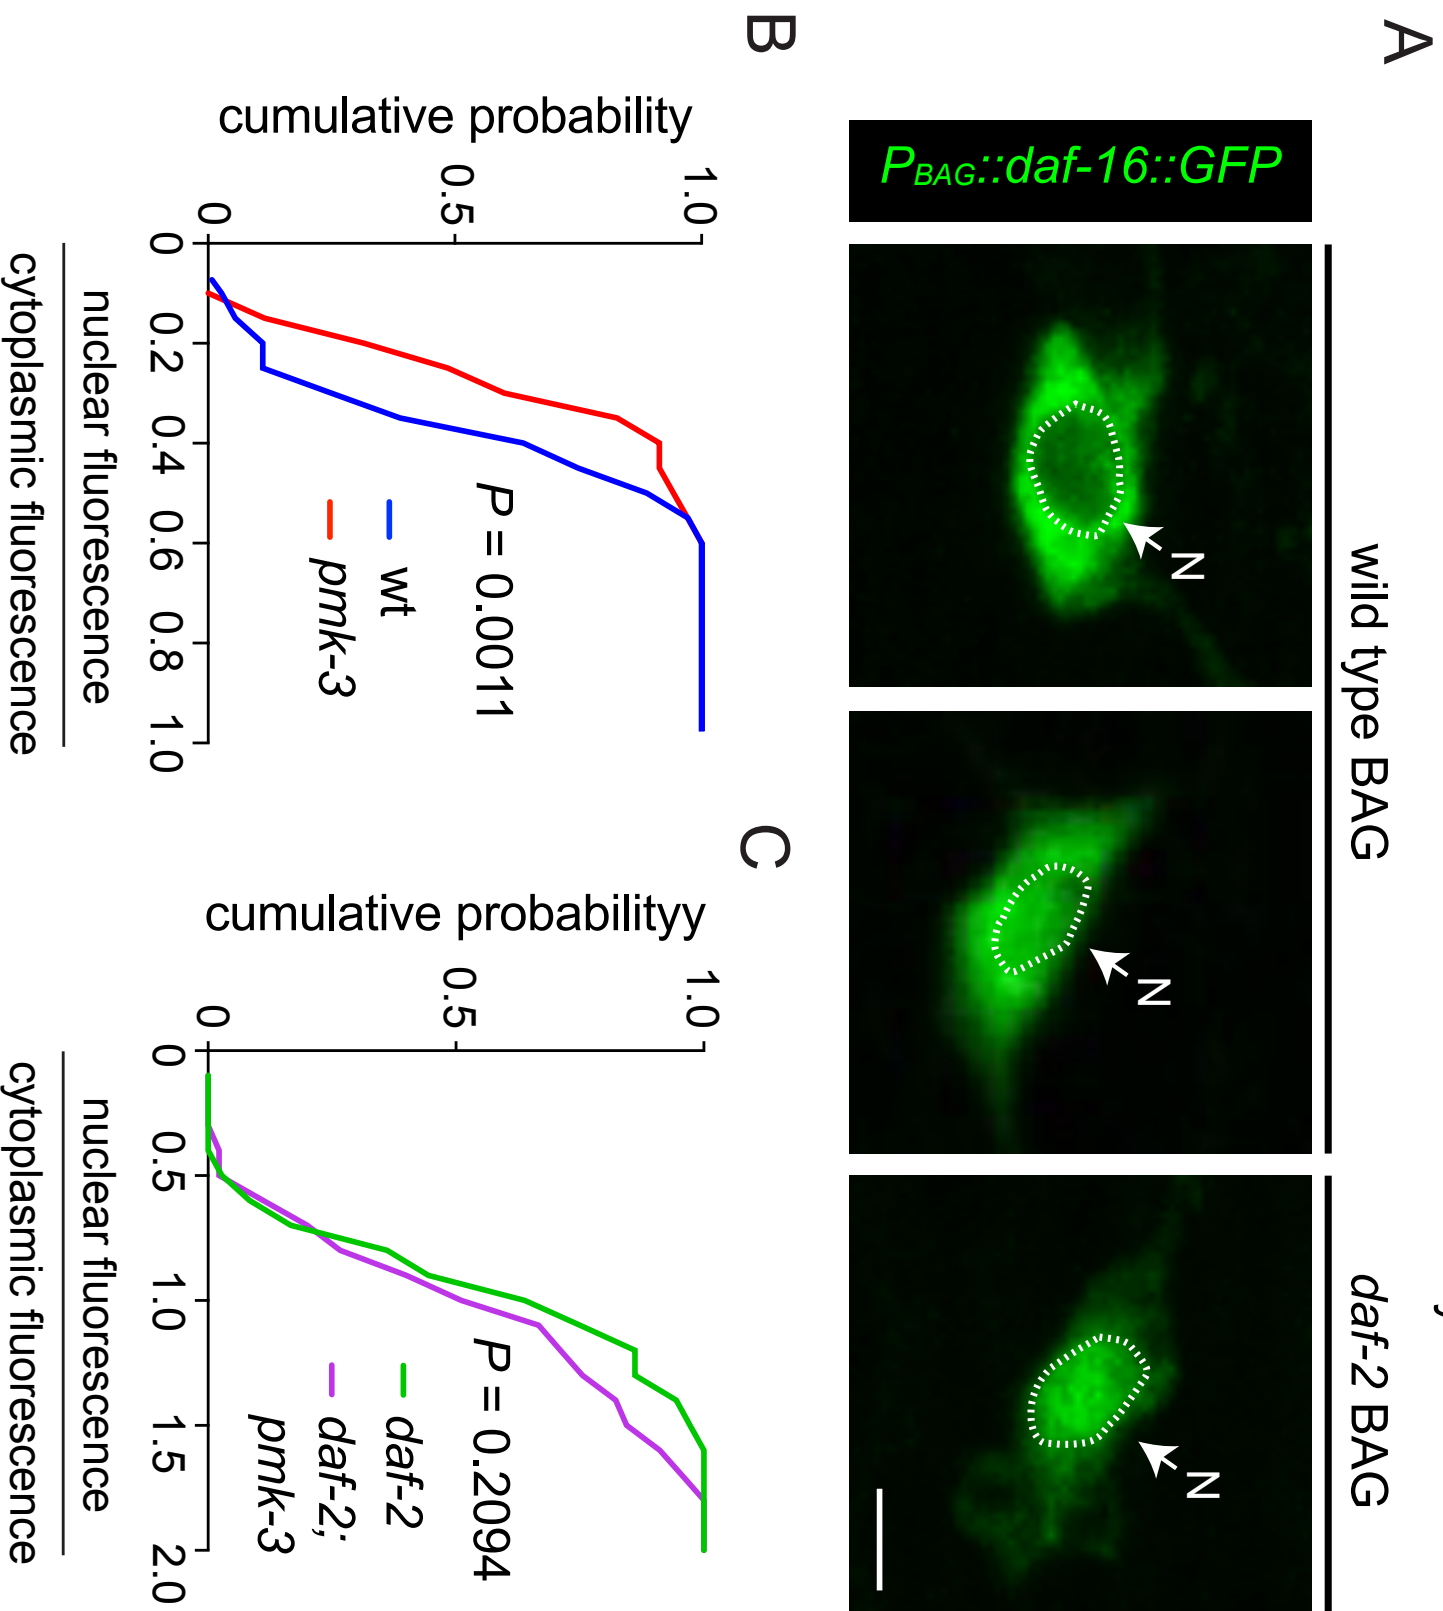 A
wild type BAG
daf-2 BAG
PBAG::daf-16::GFP
N
N
N
B
cumulative probability
1.0
0.5
0
0
0.2
0.4
0.6
0.8
1.0
P = 0.0011
wt
pmk-3
nuclear fluorescence
cytoplasmic fluorescence
C
cumulative probabilityy
1.0
0.5
0
0
0.5
1.0
1.5
2.0
P = 0.2094
daf-2
daf-2;
pmk-3
nuclear fluorescence
cytoplasmic fluorescence